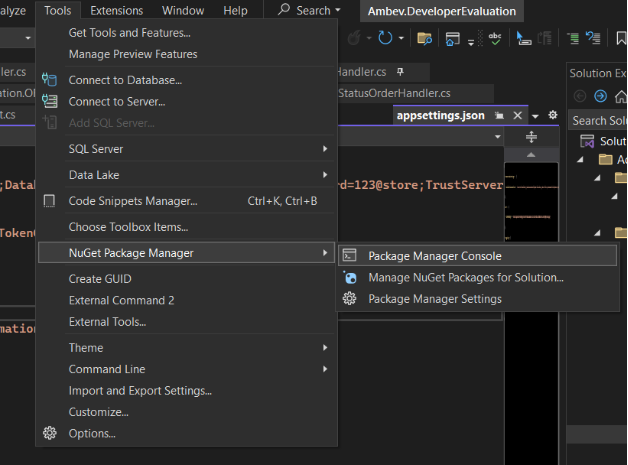 alyze Tools Extensions Window Help Search Ambev.DeveloperEvaluation
Get Tools and Features...
Manage Preview Features
ller.cs Handler.cs
Connect to Database...
ation.Ol StatusOrderHandler.cs
Connect to Server...
t.cs appsettings.json
Add SQL Server...
SQL Server
Data Lake
;Datab rd=123@store;TrustServer
Code Snippets Manager... Ctrl+K, Ctrl+B
Choose Toolbox Items...
Token
NuGet Package Manager
Package Manager Console
Manage NuGet Packages for Solution...
Package Manager Settings
Create GUID
External Command 2
External Tools...
mation
Theme
Command Line
Import and Export Settings...
Customize...
Options...
Solution Ex
Search Solu
Solut
Ac